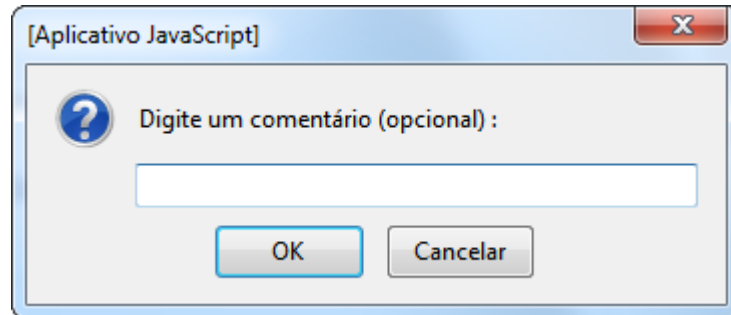 [Aplicativo JavaScript]
Digite um comentário (opcional) :
OK
Cancelar